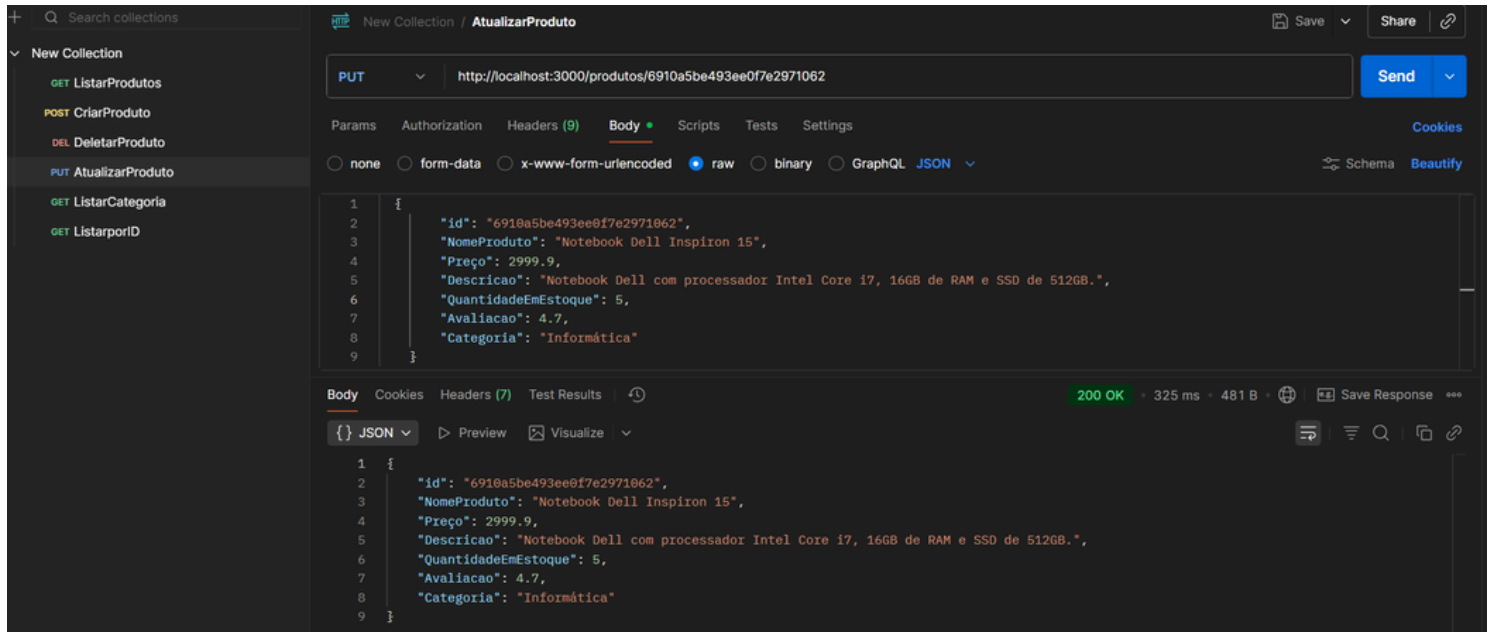 Search collections
New Collection
GET ListarProdutos
POST CriarProduto
DEL DeletarProduto
PUT AtualizarProduto
GET ListarCategoria
GET ListarporID
HTTP New Collection / AtualizarProduto Save Share
PUT http://localhost:3000/produtos/6910a5be493ee0f7e2971062 Send
Params Authorization Headers (9) Body Scripts Tests Settings Cookies
none form-data x-www-form-urlencoded raw binary GraphQL JSON Schema Beautify
1 {
2 "id": "6910a5be493ee0f7e2971062",
3 "NomeProduto": "Notebook Dell Inspiron 15",
4 "Preço": 2999.9,
5 "Descricao": "Notebook Dell com processador Intel Core i7, 16GB de RAM e SSD de 512GB.",
6 "QuantidadeEmEstoque": 5,
7 "Avaliacao": 4.7,
8 "Categoria": "Informática"
9 }
Body Cookies Headers (7) Test Results 200 OK 325 ms 481 B Save Response
{} JSON Preview Visualize
1 {
2 "id": "6910a5be493ee0f7e2971062",
3 "NomeProduto": "Notebook Dell Inspiron 15",
4 "Preço": 2999.9,
5 "Descricao": "Notebook Dell com processador Intel Core i7, 16GB de RAM e SSD de 512GB.",
6 "QuantidadeEmEstoque": 5,
7 "Avaliacao": 4.7,
8 "Categoria": "Informática"
9 }